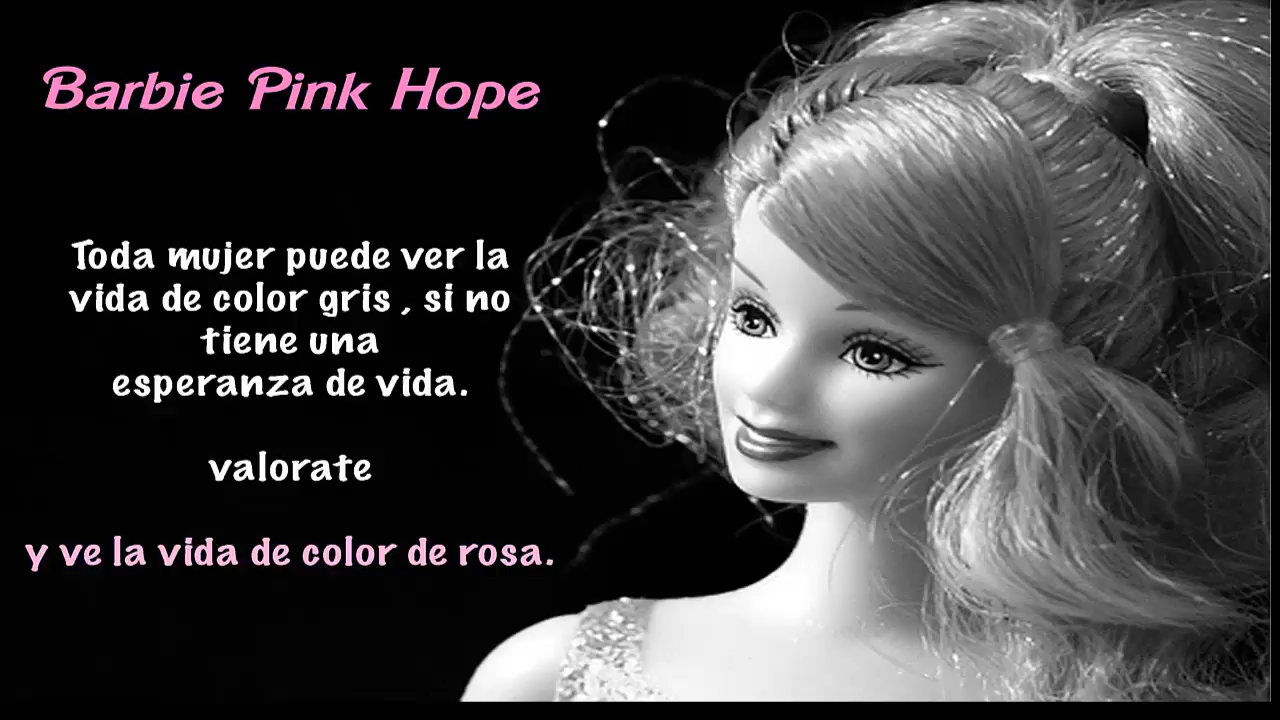 Barbie Pink Hope
Toda mujer puede ver la
vida de color gris , si no
tiene una
esperanza de vida.
valorate
y ve la vida de color de rosa.